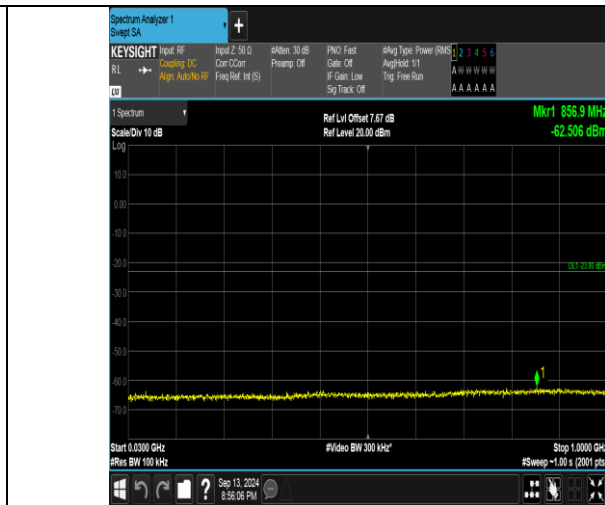 Spectrum Analyzer 1
Swept SA
+
KEYSIGHT Input: RF Input Z: 50 Ω #Atten: 30 dB PNO: Fast #Avg Type: Power (RMS 1 2 3 4 5 6
RL Coupling: DC Corr CCorr Preamp: Off Gate: Off Avg|Hold: 1/1 A W W W W W
Align: Auto/No RF Freq Ref: Int (S) IF Gain: Low Trig: Free Run A A A A A A
Sig Track: Off
1 Spectrum
Scale/Div 10 dB
Ref Lvl Offset 7.67 dB
Ref Level 20.00 dBm
Mkr1 856.9 MHz
-62.506 dBm
Log
10.0
0.00
-10.0
-20.0
DL1 -23.00 dBm
-30.0
-40.0
-50.0
1
-60.0
-70.0
Start 0.0300 GHz #Video BW 300 kHz* Stop 1.0000 GHz
#Res BW 100 kHz #Sweep ~1.00 s (2001 pts
?
Sep 13, 2024
8:56:06 PM